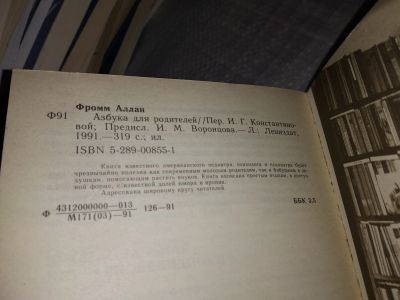 Фромм Аллан
Ф91 Азбука для родителей//Пер. И. Г. Константино-
вой; Предисл. И. М. Воронцова.— Л.: Лениздат,
1991.—319 с.; ил.
ISBN 5-289-00855-1
Книга известного американского педиатра, психолога и психиатра будет
чрезвычайно полезна как современным молодым родителям, так и бабушкам и де-
душкам, помогающим растить внуков. Книга написана простым языком, в доступ-
ной форме, с известной долей юмора и иронии.
Адресована широкому кругу читателей.
Ф 4312000000—013
М171(03)—91 126—91
ББК 3,5